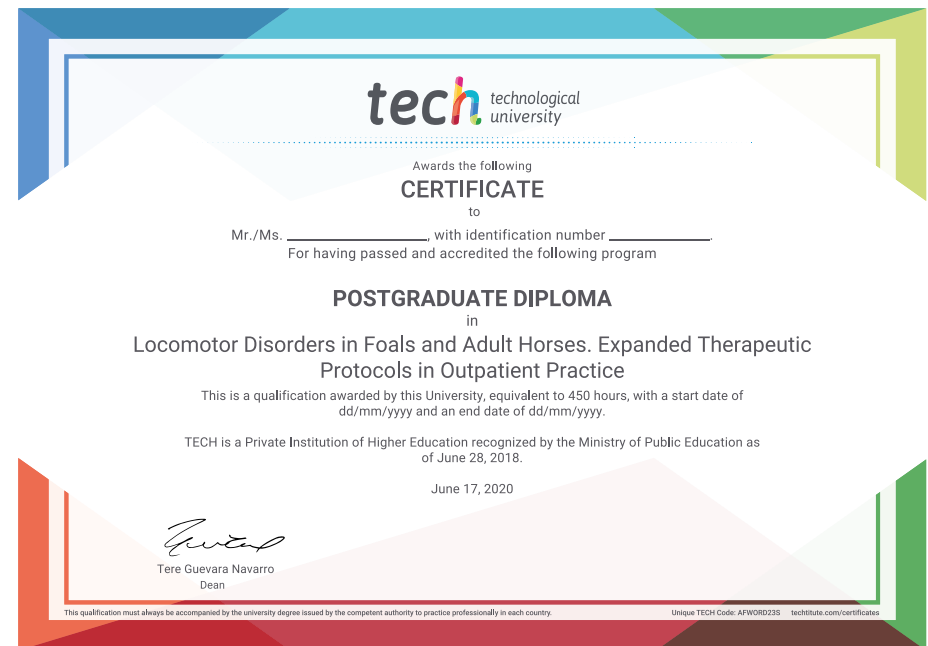 tech technological
university
Awards the following
CERTIFICATE
to
Mr./Ms. ____________________, with identification number ______________.
For having passed and accredited the following program
POSTGRADUATE DIPLOMA
in
Locomotor Disorders in Foals and Adult Horses. Expanded Therapeutic
Protocols in Outpatient Practice
This is a qualification awarded by this University, equivalent to 450 hours, with a start date of
dd/mm/yyyy and an end date of dd/mm/yyyy.
TECH is a Private Institution of Higher Education recognized by the Ministry of Public Education as
of June 28, 2018.
June 17, 2020
Tere Guevara Navarro
Dean
This qualification must always be accompanied by the university degree issued by the competent authority to practice professionally in each country.
Unique TECH Code: AFWORD23S techtitute.com/certificates